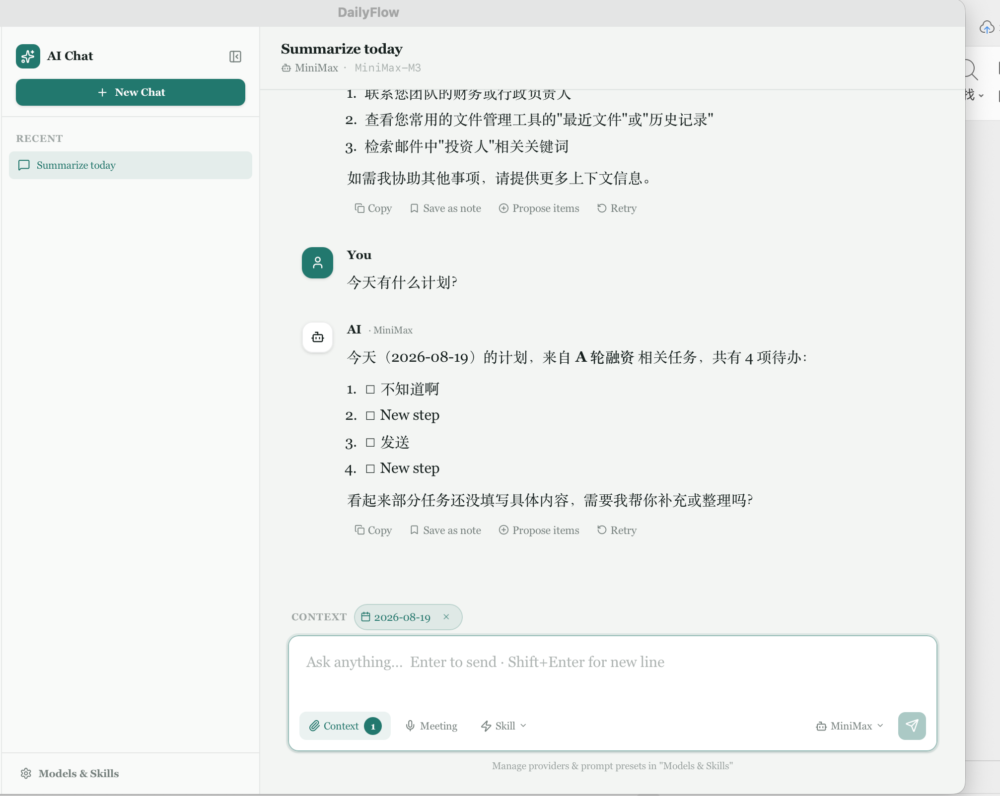 DailyFlow
AI Chat
New Chat
RECENT
Summarize today
Models & Skills
Summarize today
MiniMax · MiniMax-M3
1. 联系您团队的财务或行政负责人
2. 查看您常用的文件管理工具的"最近文件"或"历史记录"
3. 检索邮件中"投资人"相关关键词
如需我协助其他事项，请提供更多上下文信息。
Copy Save as note Propose items Retry
You
今天有什么计划?
AI · MiniMax
今天（2026-08-19）的计划，来自 A 轮融资 相关任务，共有 4 项待办：
1. □ 不知道啊
2. □ New step
3. □ 发送
4. □ New step
看起来部分任务还没填写具体内容，需要我帮你补充或整理吗?
Copy Save as note Propose items Retry
CONTEXT 2026-08-19 ×
Ask anything... Enter to send · Shift+Enter for new line
Context 1 Meeting Skill MiniMax
Manage providers & prompt presets in "Models & Skills"
找